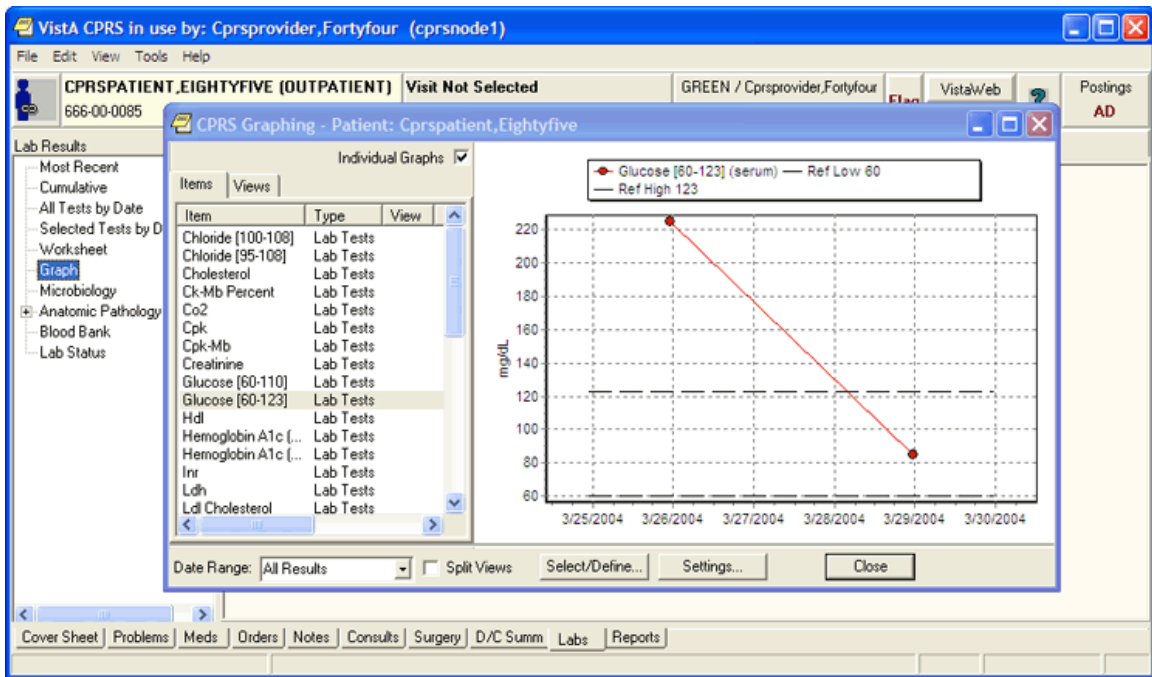 VistA CPRS in use by: Cprsprovider,Fortyfour (cprsnode1)
File Edit View Tools Help
CPRSPATIENT,EIGHTYFIVE (OUTPATIENT) Visit Not Selected GREEN / Cprsprovider,Fortyfour Flag VistaWeb ? Postings
666-00-0085 AD
CPRS Graphing - Patient: Cprspatient,Eightyfive
Lab Results
Most Recent
Cumulative
All Tests by Date
Selected Tests by D
Worksheet
Graph
Microbiology
Anatomic Pathology
Blood Bank
Lab Status
Individual Graphs
Items Views
Item Type View
Chloride [100-108] Lab Tests
Chloride [95-108] Lab Tests
Cholesterol Lab Tests
Ck-Mb Percent Lab Tests
Co2 Lab Tests
Cpk Lab Tests
Cpk-Mb Lab Tests
Creatinine Lab Tests
Glucose [60-110] Lab Tests
Glucose [60-123] Lab Tests
Hdl Lab Tests
Hemoglobin A1c (... Lab Tests
Hemoglobin A1c (... Lab Tests
Inr Lab Tests
Ldh Lab Tests
Ldl Cholesterol Lab Tests
Glucose [60-123] (serum) Ref Low 60
Ref High 123
220
200
180
160
140
120
100
80
60
mg/dL
3/25/2004 3/26/2004 3/27/2004 3/28/2004 3/29/2004 3/30/2004
Date Range: All Results Split Views Select/Define... Settings... Close
Cover Sheet Problems Meds Orders Notes Consults Surgery D/C Summ Labs Reports